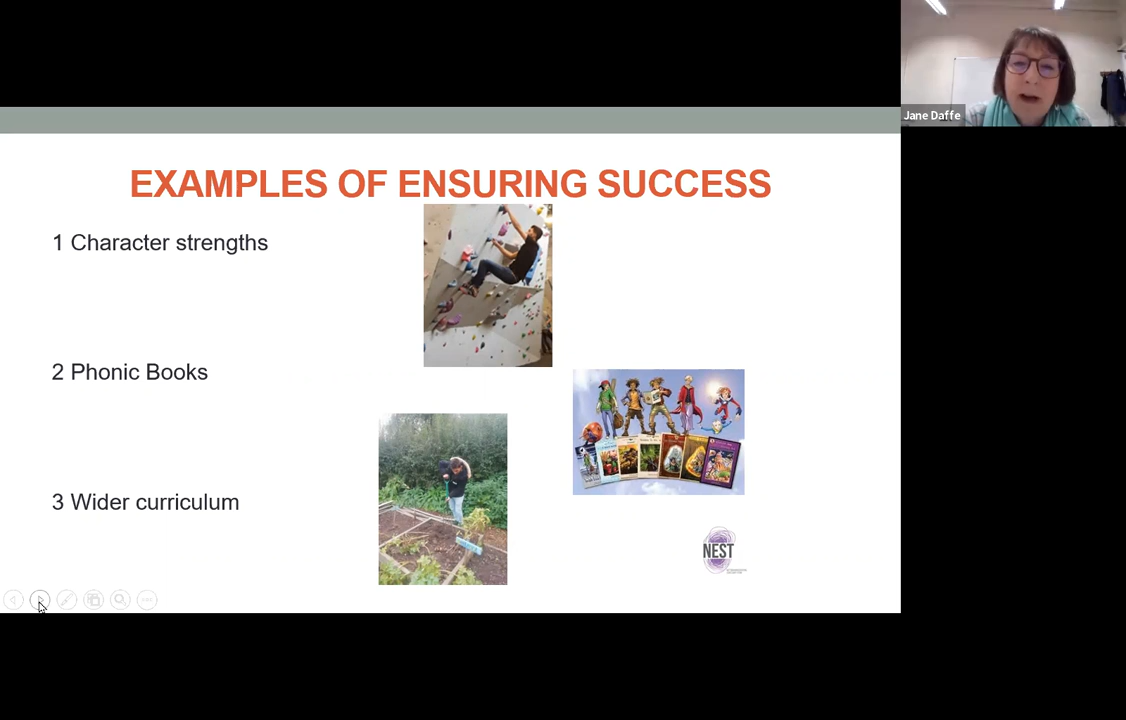 Jane Daffe
EXAMPLES OF ENSURING SUCCESS
1 Character strengths
2 Phonic Books
3 Wider curriculum
NEST